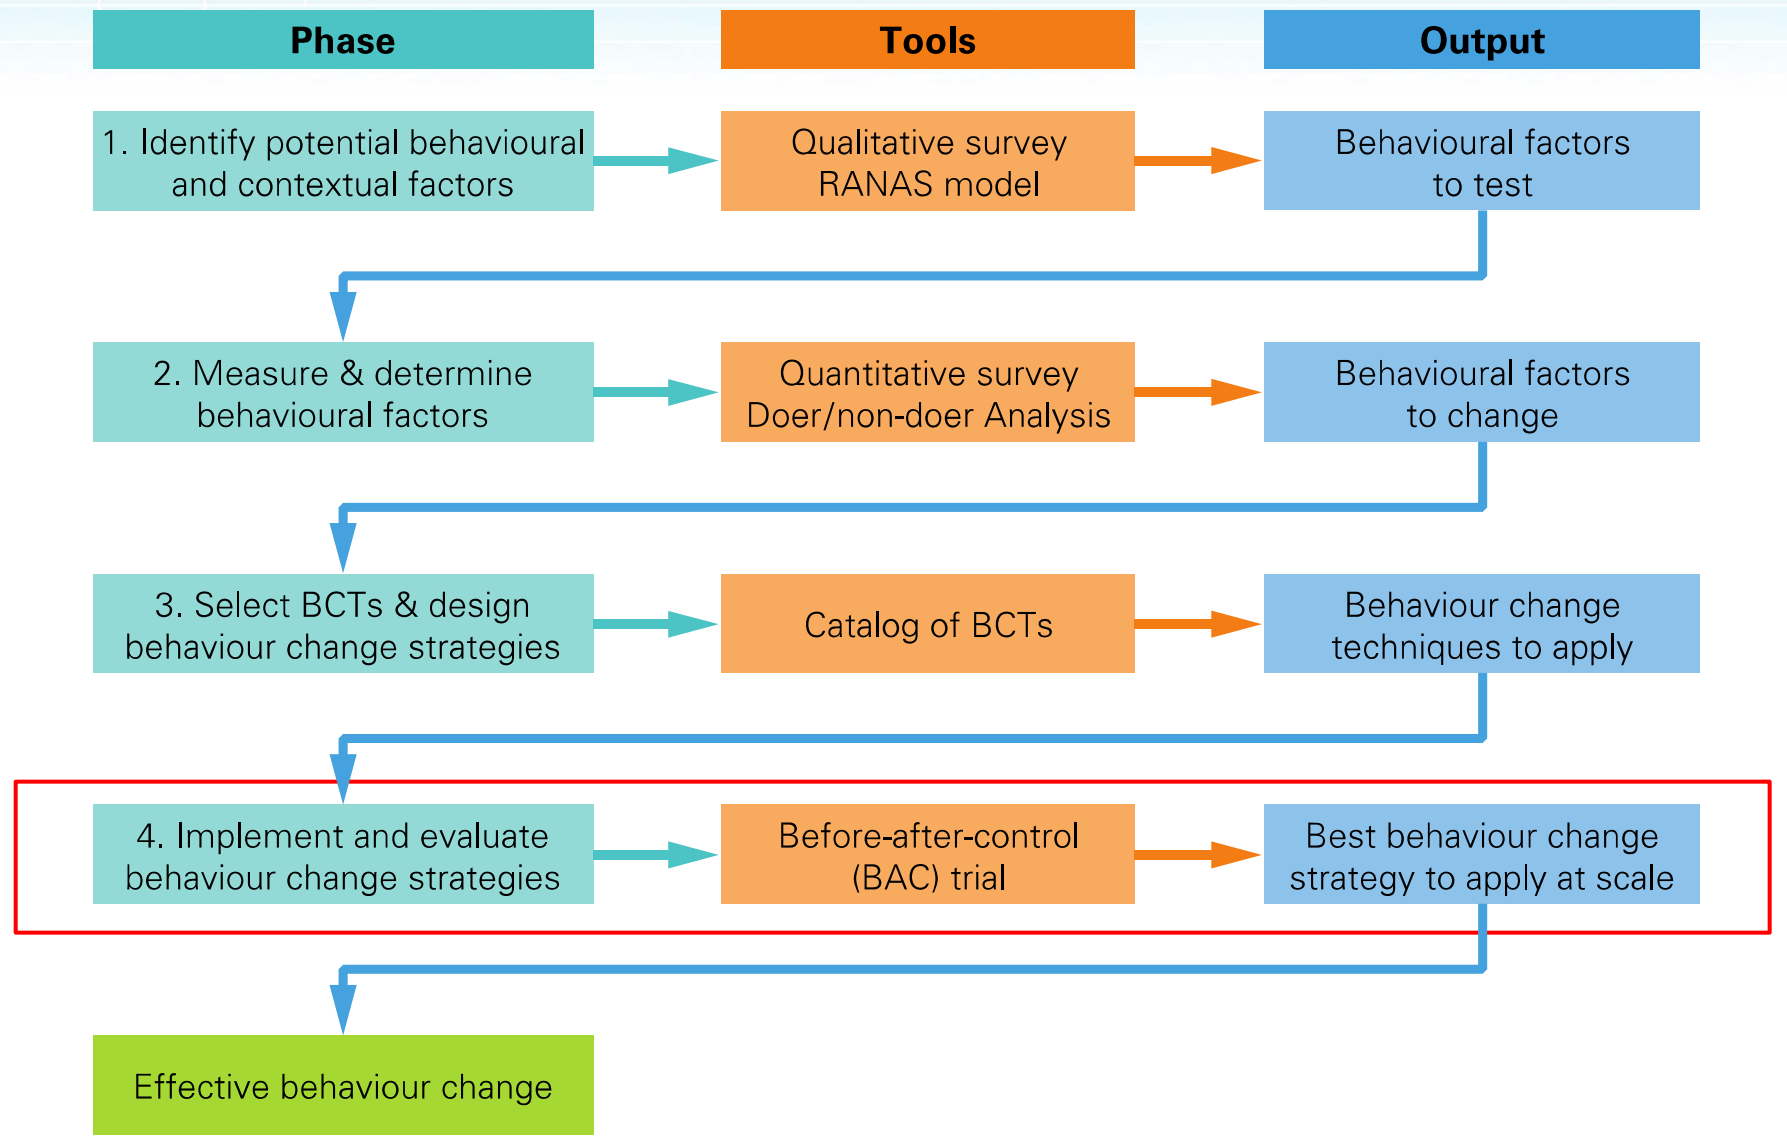 Phase
Tools
Output
1. Identify potential behavioural
and contextual factors
Qualitative survey
RANAS model
Behavioural factors
to test
2. Measure & determine
behavioural factors
Quantitative survey
Doer/non-doer Analysis
Behavioural factors
to change
3. Select BCTs & design
behaviour change strategies
Catalog of BCTs
Behaviour change
techniques to apply
4. Implement and evaluate
behaviour change strategies
Before-after-control
(BAC) trial
Best behaviour change
strategy to apply at scale
Effective behaviour change